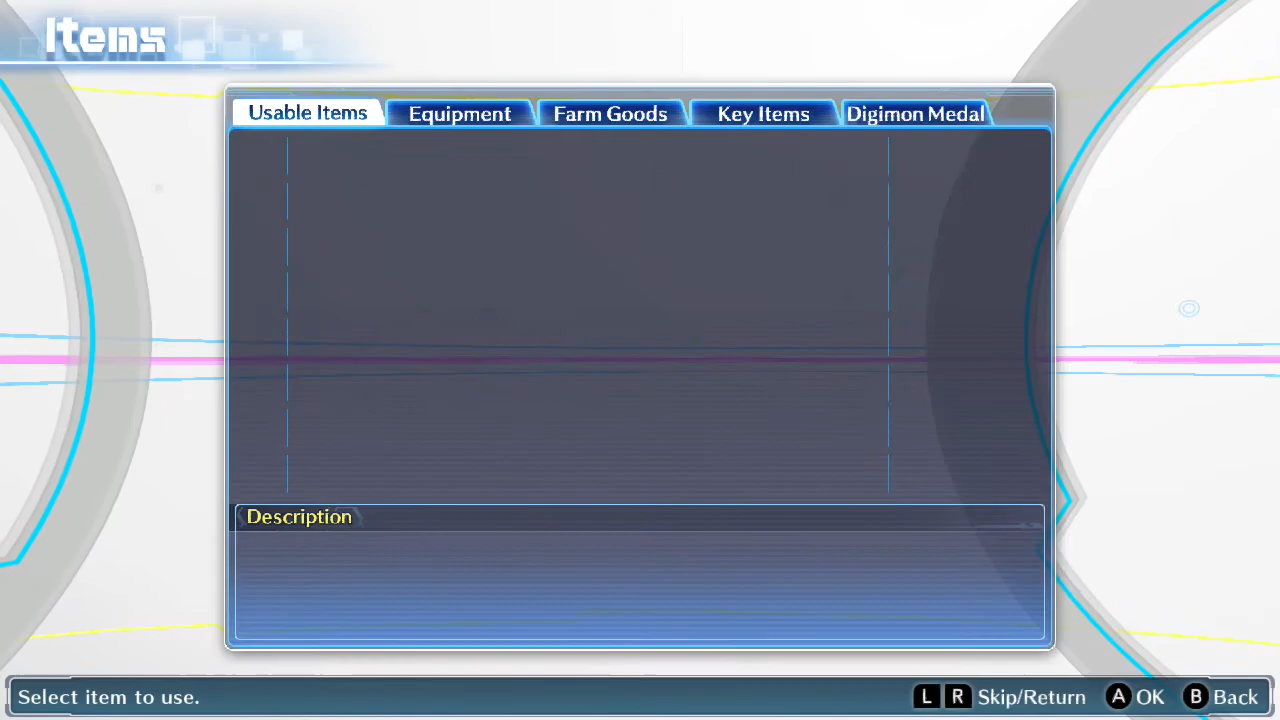 Items
Usable Items
Equipment
Farm Goods
Key Items
Digimon Medal
Description
Select item to use.
L R Skip/Return A OK B Back